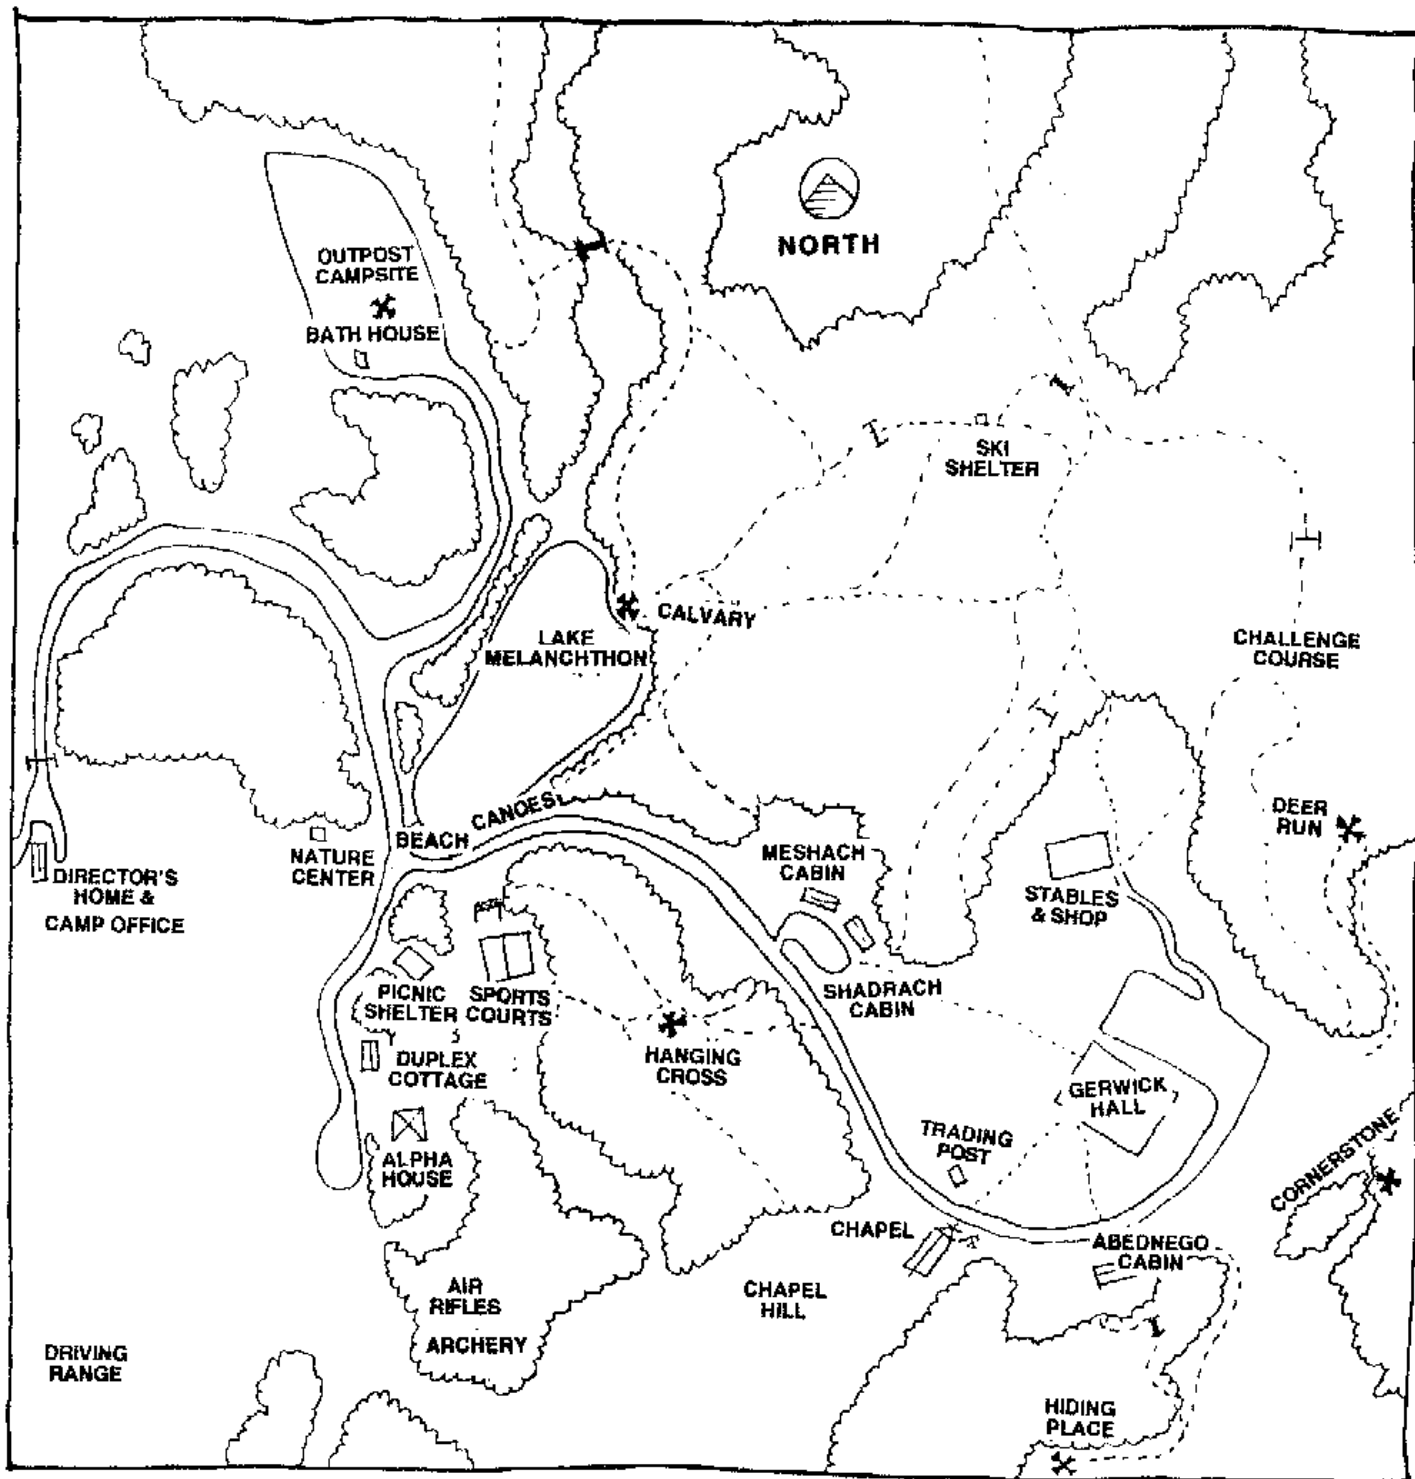 NORTH
OUTPOST
CAMPSITE
BATH HOUSE
SKI
SHELTER
CALVARY
LAKE
MELANCHTHON
CHALLENGE
COURSE
BEACH
CANOES
NATURE
CENTER
DIRECTOR'S
HOME &
CAMP OFFICE
MESHACH
CABIN
DEER
RUN
STABLES
& SHOP
SHADRACH
CABIN
PICNIC
SHELTER
SPORTS
COURTS
DUPLEX
COTTAGE
HANGING
CROSS
GERWICK
HALL
TRADING
POST
ALPHA
HOUSE
CORNERSTONE
CHAPEL
ABEDNEGO
CABIN
AIR
RIFLES
ARCHERY
CHAPEL
HILL
DRIVING
RANGE
HIDING
PLACE